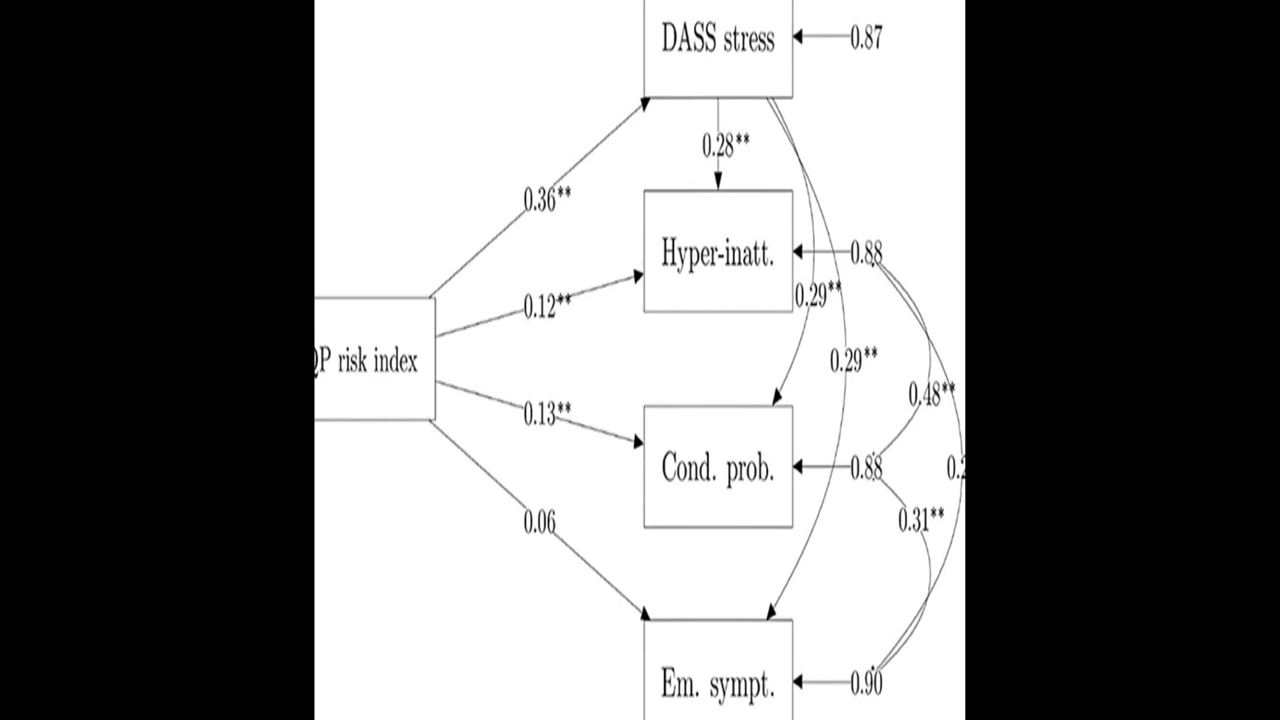 DASS stress
0.87
0.28**
0.36**
Hyper-inatt.
0.88
0.29**
0.12**
risk index
0.29**
0.48**
0.13**
Cond. prob.
0.88
0.31**
0.06
Em. sympt.
0.90